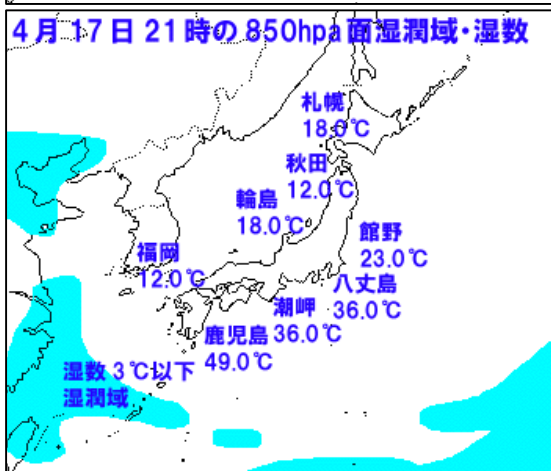 4月17日21時の850hpa面湿潤域・湿数
札幌
18.0℃
秋田
12.0℃
輪島
18.0℃
館野
23.0℃
福岡
12.0℃
八丈島
36.0℃
潮岬
36.0℃
鹿児島
49.0℃
湿数3℃以下
湿潤域